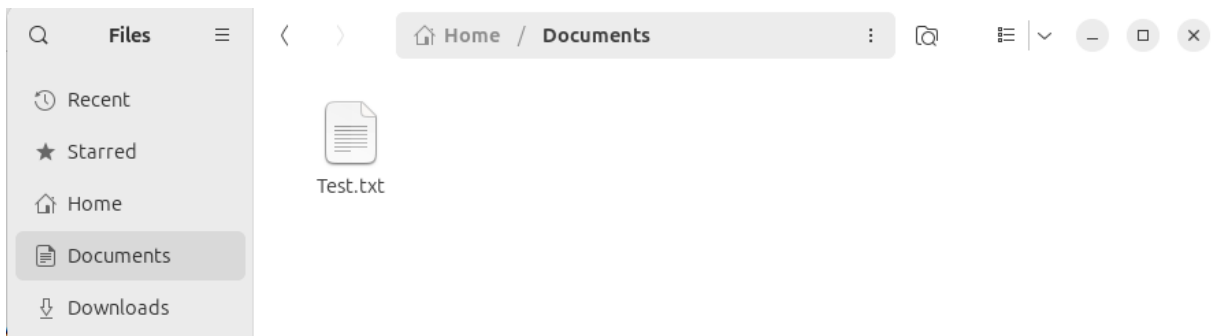 Files
Home / Documents
Recent
Starred
Home
Documents
Downloads
Test.txt